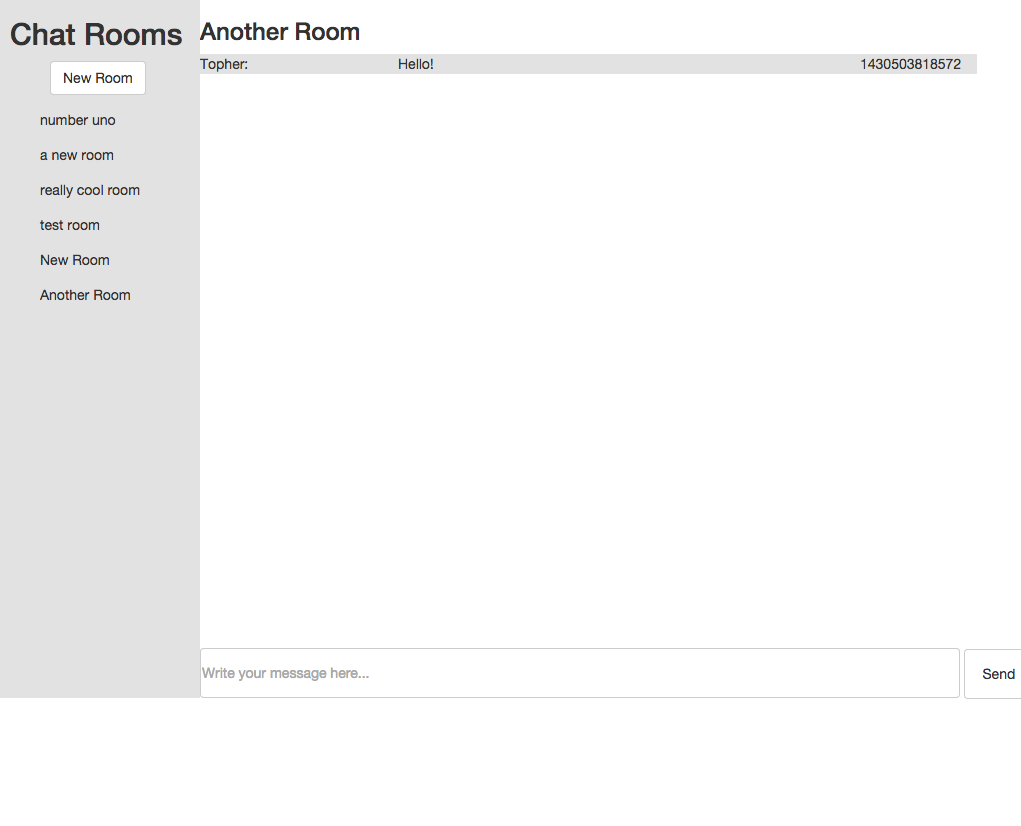 Chat Rooms
New Room
number uno
a new room
really cool room
test room
New Room
Another Room
Another Room
Topher: Hello! 1430503818572
Write your message here...
Send